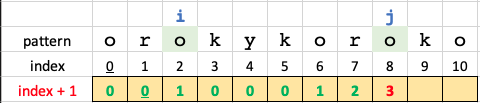 i j
pattern o r o k y k o r o k o
index 0 1 2 3 4 5 6 7 8 9 10
index + 1 0 0 1 0 0 0 1 2 3